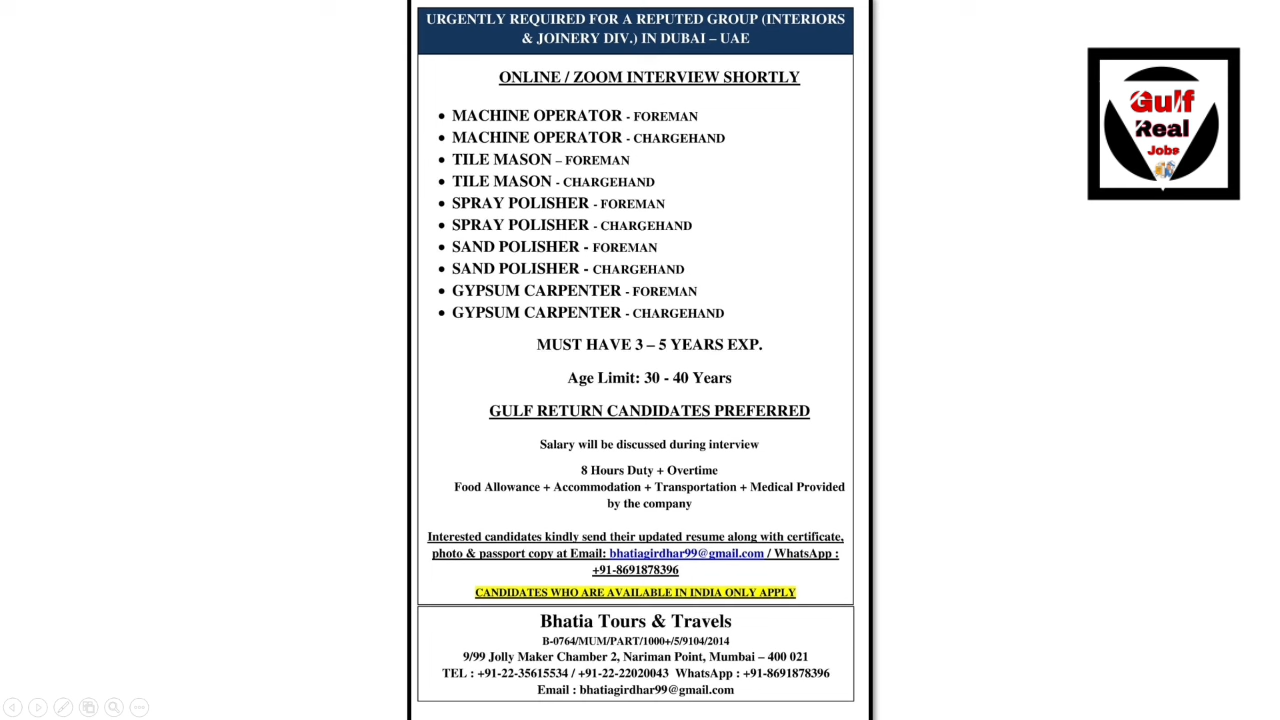 URGENTLY REQUIRED FOR A REPUTED GROUP (INTERIORS
& JOINERY DIV.) IN DUBAI – UAE
ONLINE / ZOOM INTERVIEW SHORTLY
• MACHINE OPERATOR - FOREMAN
• MACHINE OPERATOR - CHARGEHAND
• TILE MASON – FOREMAN
• TILE MASON - CHARGEHAND
• SPRAY POLISHER - FOREMAN
• SPRAY POLISHER - CHARGEHAND
• SAND POLISHER - FOREMAN
• SAND POLISHER - CHARGEHAND
• GYPSUM CARPENTER - FOREMAN
• GYPSUM CARPENTER - CHARGEHAND
MUST HAVE 3 – 5 YEARS EXP.
Age Limit: 30 - 40 Years
GULF RETURN CANDIDATES PREFERRED
Salary will be discussed during interview
8 Hours Duty + Overtime
Food Allowance + Accommodation + Transportation + Medical Provided
by the company
Interested candidates kindly send their updated resume along with certificate,
photo & passport copy at Email: bhatiagirdhar99@gmail.com / WhatsApp :
+91-8691878396
CANDIDATES WHO ARE AVAILABLE IN INDIA ONLY APPLY
Bhatia Tours & Travels
B-0764/MUM/PART/1000+/5/9104/2014
9/99 Jolly Maker Chamber 2, Nariman Point, Mumbai – 400 021
TEL : +91-22-35615534 / +91-22-22020043 WhatsApp : +91-8691878396
Email : bhatiagirdhar99@gmail.com
Gulf
Real
Jobs